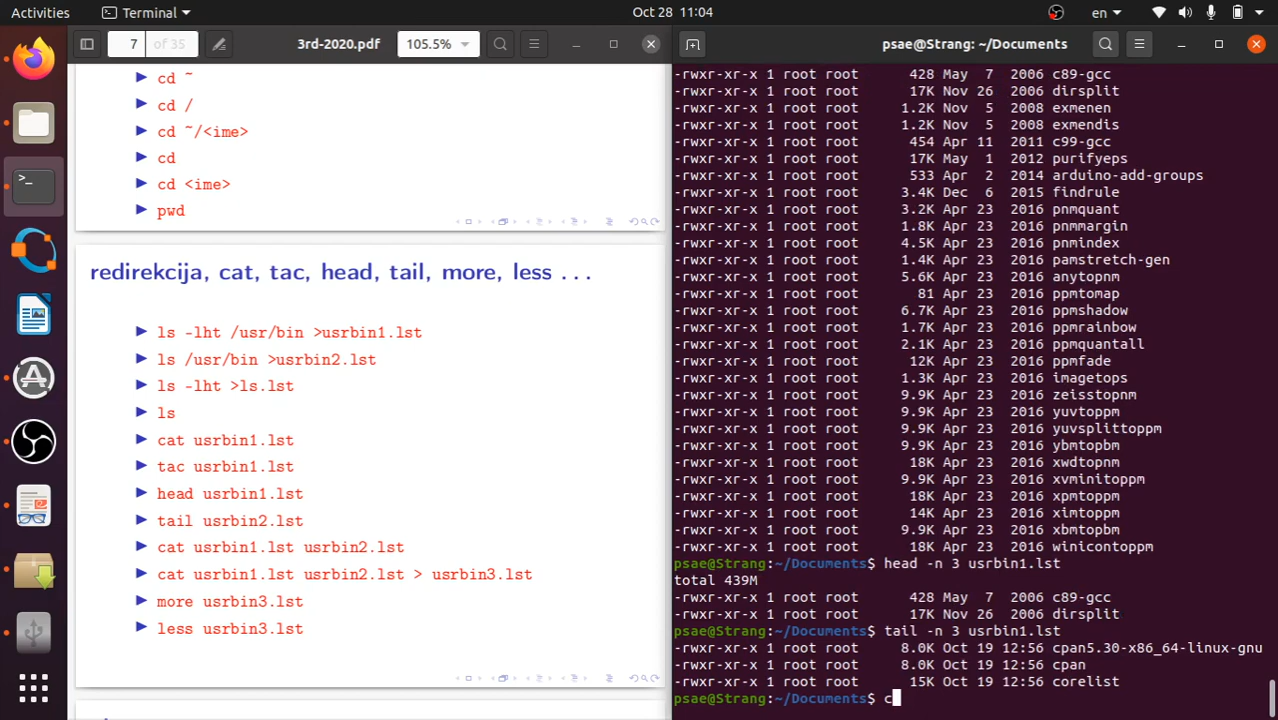 Activities
Terminal
Oct 28 11:04
en
7 of 35
3rd-2020.pdf
105.5%
cd ~
cd /
cd ~/<ime>
cd
cd <ime>
pwd
redirekcija, cat, tac, head, tail, more, less . . .
ls -lht /usr/bin >usrbin1.lst
ls /usr/bin >usrbin2.lst
ls -lht >ls.lst
ls
cat usrbin1.lst
tac usrbin1.lst
head usrbin1.lst
tail usrbin2.lst
cat usrbin1.lst usrbin2.lst
cat usrbin1.lst usrbin2.lst > usrbin3.lst
more usrbin3.lst
less usrbin3.lst
psae@Strang: ~/Documents
-rwxr-xr-x 1 root root 428 May 7 2006 c89-gcc
-rwxr-xr-x 1 root root 17K Nov 26 2006 dirsplit
-rwxr-xr-x 1 root root 1.2K Nov 5 2008 exmenen
-rwxr-xr-x 1 root root 1.2K Nov 5 2008 exmendis
-rwxr-xr-x 1 root root 454 Apr 11 2011 c99-gcc
-rwxr-xr-x 1 root root 17K May 1 2012 purifyeps
-rwxr-xr-x 1 root root 533 Apr 2 2014 arduino-add-groups
-rwxr-xr-x 1 root root 3.4K Dec 6 2015 findrule
-rwxr-xr-x 1 root root 3.2K Apr 23 2016 pnmquant
-rwxr-xr-x 1 root root 1.8K Apr 23 2016 pnmmargin
-rwxr-xr-x 1 root root 4.5K Apr 23 2016 pnmindex
-rwxr-xr-x 1 root root 1.4K Apr 23 2016 pamstretch-gen
-rwxr-xr-x 1 root root 5.6K Apr 23 2016 anytopnm
-rwxr-xr-x 1 root root 81 Apr 23 2016 ppmtomap
-rwxr-xr-x 1 root root 6.7K Apr 23 2016 ppmshadow
-rwxr-xr-x 1 root root 1.7K Apr 23 2016 ppmrainbow
-rwxr-xr-x 1 root root 2.1K Apr 23 2016 ppmquantall
-rwxr-xr-x 1 root root 12K Apr 23 2016 ppmfade
-rwxr-xr-x 1 root root 1.3K Apr 23 2016 imagetops
-rwxr-xr-x 1 root root 9.9K Apr 23 2016 zeisstopnm
-rwxr-xr-x 1 root root 9.9K Apr 23 2016 yuvtoppm
-rwxr-xr-x 1 root root 9.9K Apr 23 2016 yuvsplittoppm
-rwxr-xr-x 1 root root 9.9K Apr 23 2016 ybmtopbm
-rwxr-xr-x 1 root root 18K Apr 23 2016 xwdtopnm
-rwxr-xr-x 1 root root 9.9K Apr 23 2016 xvminitoppm
-rwxr-xr-x 1 root root 18K Apr 23 2016 xpmtoppm
-rwxr-xr-x 1 root root 14K Apr 23 2016 ximtoppm
-rwxr-xr-x 1 root root 9.9K Apr 23 2016 xbmtopbm
-rwxr-xr-x 1 root root 18K Apr 23 2016 winicontoppm
psae@Strang:~/Documents$ head -n 3 usrbin1.lst
total 439M
-rwxr-xr-x 1 root root 428 May 7 2006 c89-gcc
-rwxr-xr-x 1 root root 17K Nov 26 2006 dirsplit
psae@Strang:~/Documents$ tail -n 3 usrbin1.lst
-rwxr-xr-x 1 root root 8.0K Oct 19 12:56 cpan5.30-x86_64-linux-gnu
-rwxr-xr-x 1 root root 8.0K Oct 19 12:56 cpan
-rwxr-xr-x 1 root root 15K Oct 19 12:56 corelist
psae@Strang:~/Documents$ c